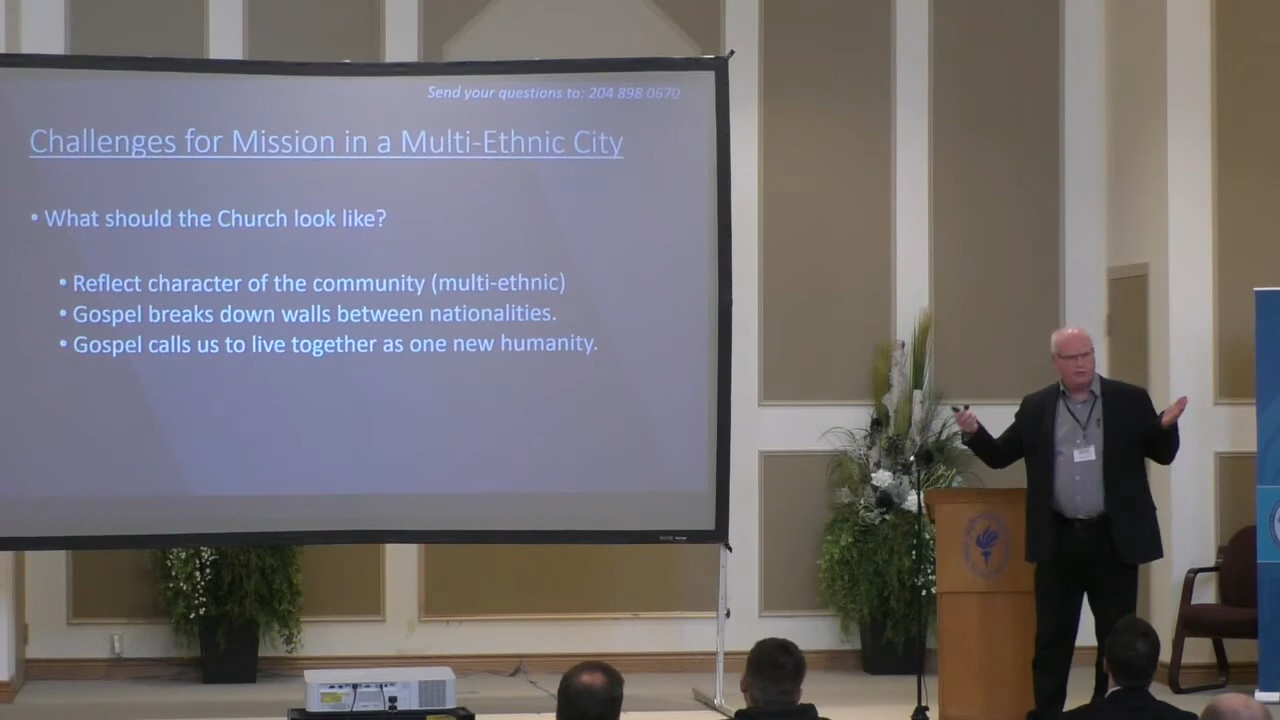 Send your questions to: 204 898 0670
Challenges for Mission in a Multi-Ethnic City
• What should the Church look like?
• Reflect character of the community (multi-ethnic)
• Gospel breaks down walls between nationalities.
• Gospel calls us to live together as one new humanity.